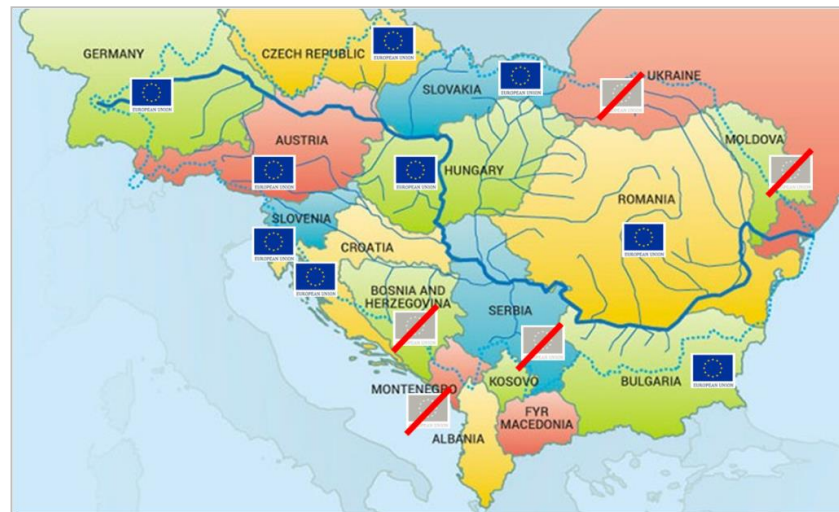 GERMANY
CZECH REPUBLIC
EUROPEAN UNION
EUROPEAN UNION
SLOVAKIA
EUROPEAN UNION
UKRAINE
AUSTRIA
EUROPEAN UNION
HUNGARY
EUROPEAN UNION
MOLDOVA
ROMANIA
EUROPEAN UNION
SLOVENIA
EUROPEAN UNION
CROATIA
EUROPEAN UNION
BOSNIA AND
HERZEGOVINA
SERBIA
MONTENEGRO
KOSOVO
BULGARIA
EUROPEAN UNION
ALBANIA
FYR
MACEDONIA